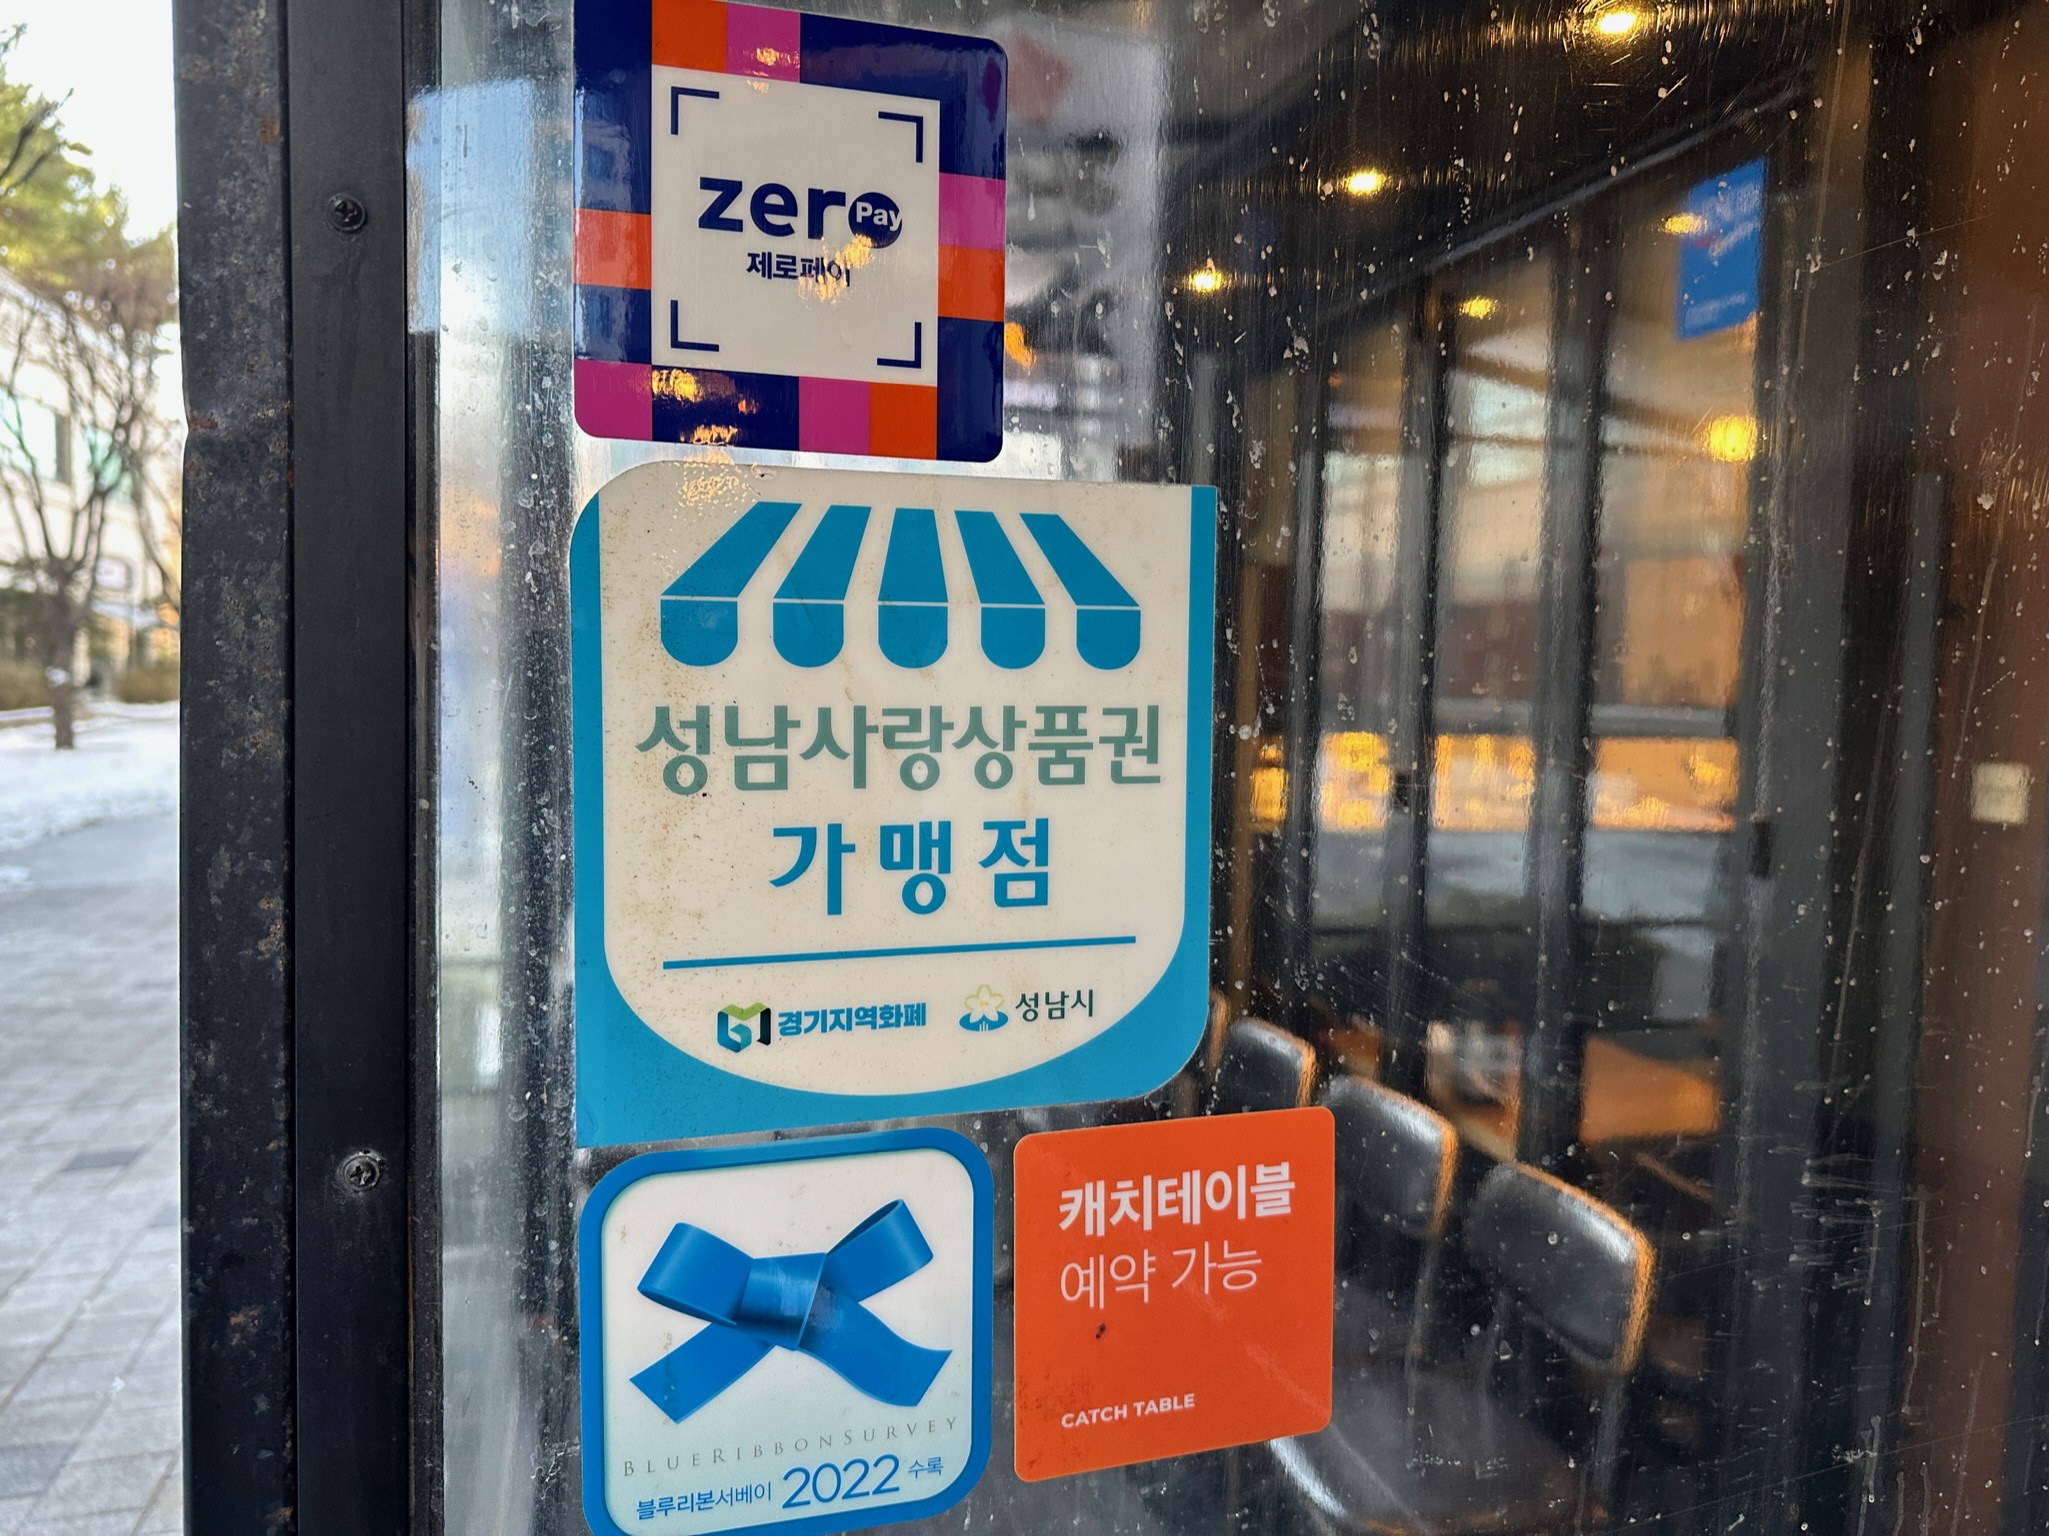 zero Pay
제로페이
성남사랑상품권
가맹점
경기지역화폐 성남시
캐치테이블
예약 가능
CATCH TABLE
BLUERIBBONSURVEY
블루리본서베이 2022 수록